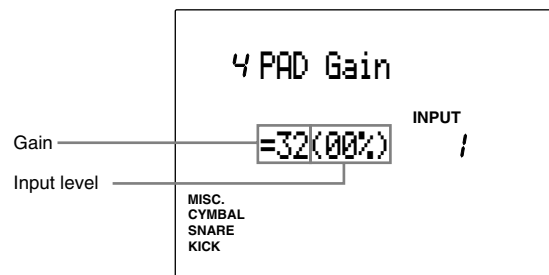 4 PAD Gain
INPUT
Gain =32(00%) 1
Input level
MISC.
CYMBAL
SNARE
KICK